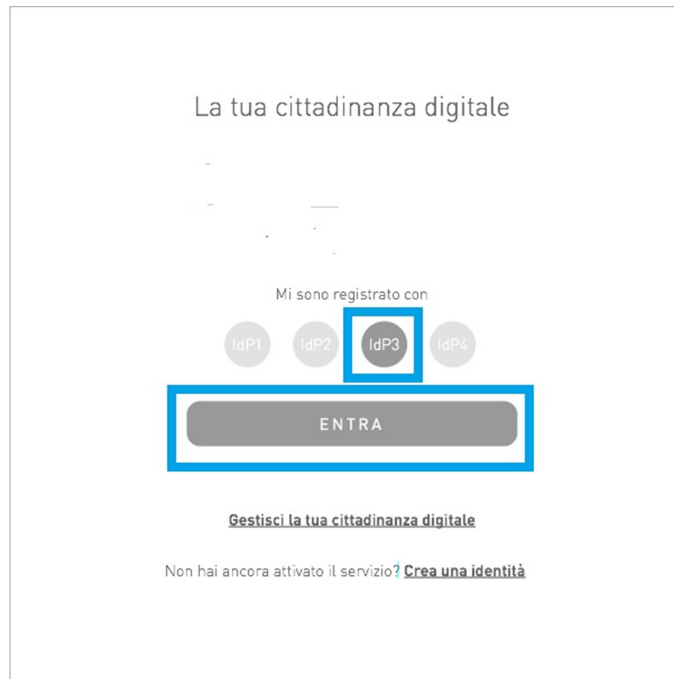 La tua cittadinanza digitale
Mi sono registrato con
IdP1 IdP2 IdP3 IdP4
ENTRA
Gestisci la tua cittadinanza digitale
Non hai ancora attivato il servizio? Crea una identità